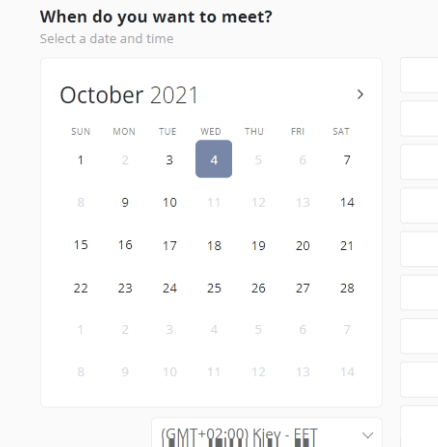 When do you want to meet?
Select a date and time
October 2021
SUN MON TUE WED THU FRI SAT
1 2 3 4 5 6 7
8 9 10 11 12 13 14
15 16 17 18 19 20 21
22 23 24 25 26 27 28
1 2 3 4 5 6 7
8 9 10 11 12 13 14
(GMT+02:00) Kiev - EET